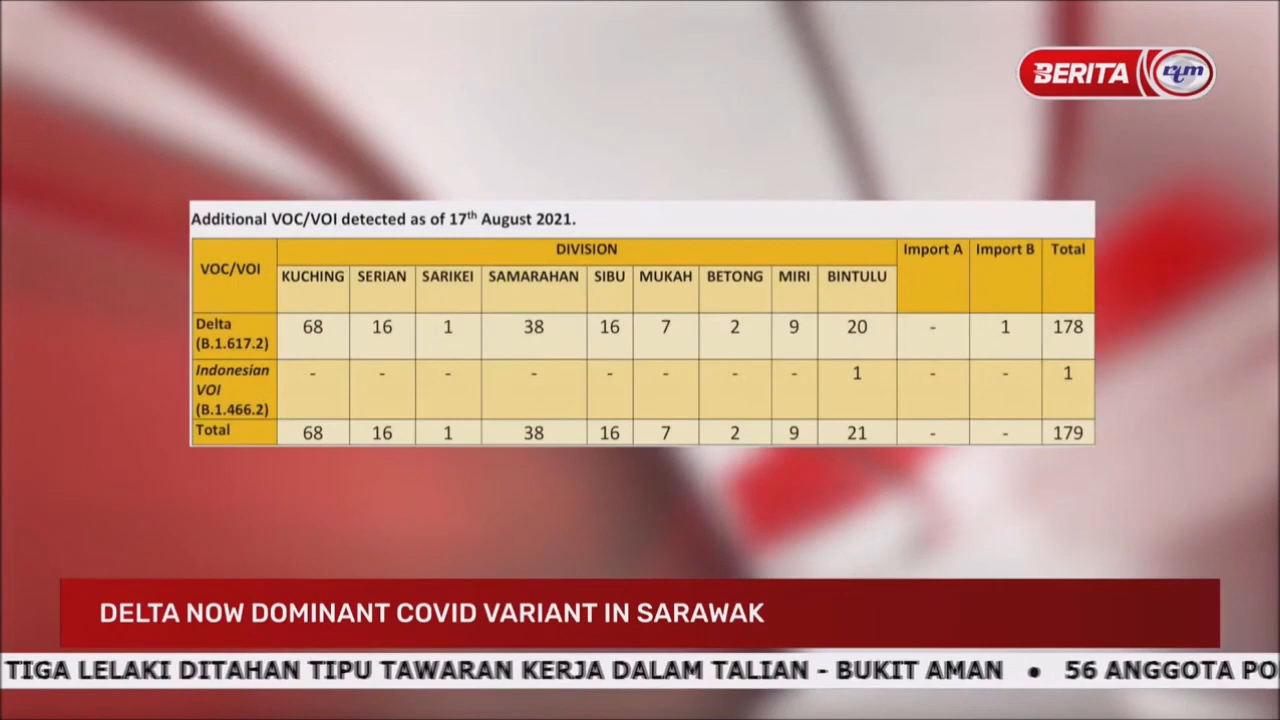 BERITA rtm
Additional VOC/VOI detected as of 17th August 2021.
VOC/VOI DIVISION Import A Import B Total
KUCHING SERIAN SARIKEI SAMARAHAN SIBU MUKAH BETONG MIRI BINTULU
Delta (B.1.617.2) 68 16 1 38 16 7 2 9 20 - 1 178
Indonesian VOI (B.1.466.2) - - - - - - - - 1 - - 1
Total 68 16 1 38 16 7 2 9 21 - - 179
DELTA NOW DOMINANT COVID VARIANT IN SARAWAK
TIGA LELAKI DITAHAN TIPU TAWARAN KERJA DALAM TALIAN - BUKIT AMAN • 56 ANGGOTA PO